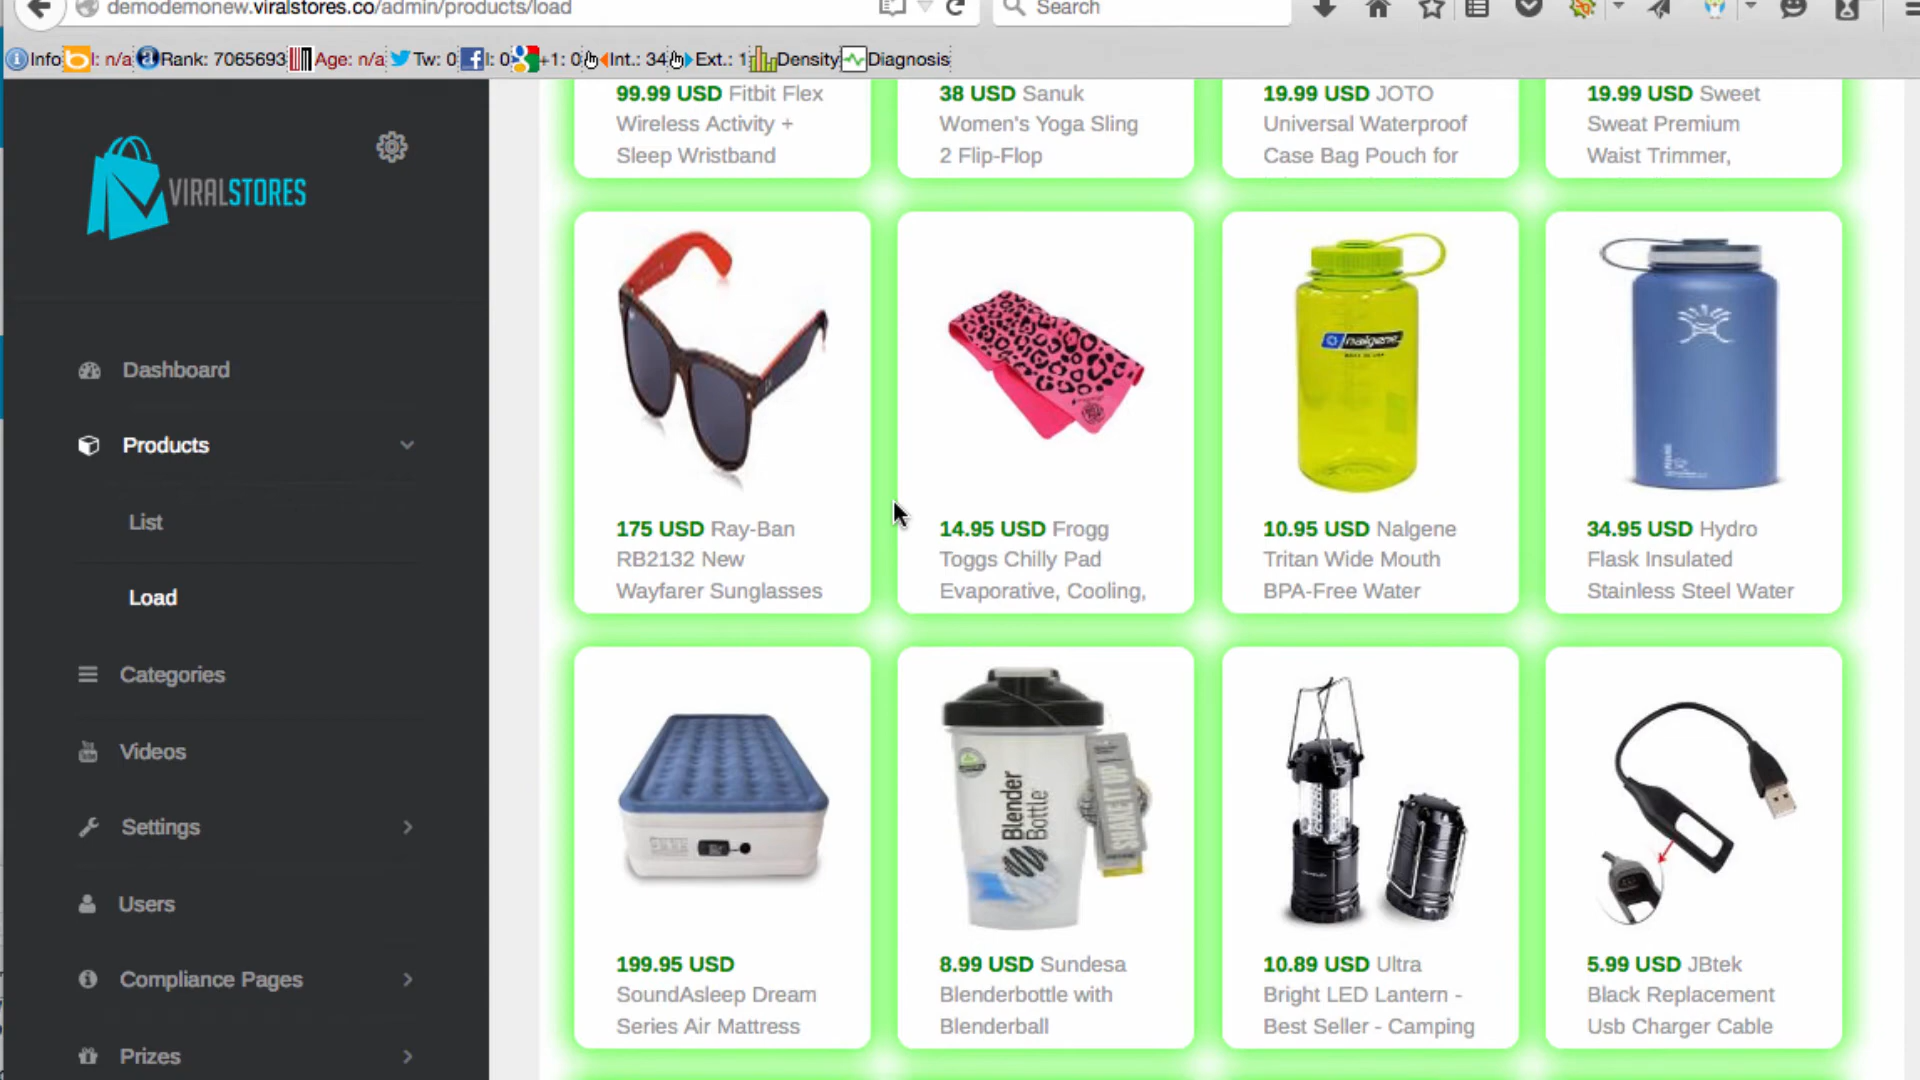 demodemonew.viralstores.co/admin/products/load
Search
Info I: n/a Rank: 7065693 Age: n/a Tw: 0 l: 0 +1: 0 Int.: 34 Ext.: 1 Density Diagnosis
VIRALSTORES
Dashboard
Products
List
Load
Categories
Videos
Settings
Users
Compliance Pages
Prizes
99.99 USD Fitbit Flex
Wireless Activity +
Sleep Wristband
38 USD Sanuk
Women's Yoga Sling
2 Flip-Flop
19.99 USD JOTO
Universal Waterproof
Case Bag Pouch for
19.99 USD Sweet
Sweat Premium
Waist Trimmer,
175 USD Ray-Ban
RB2132 New
Wayfarer Sunglasses
14.95 USD Frogg
Toggs Chilly Pad
Evaporative, Cooling,
nalgene
10.95 USD Nalgene
Tritan Wide Mouth
BPA-Free Water
34.95 USD Hydro
Flask Insulated
Stainless Steel Water
199.95 USD
SoundAsleep Dream
Series Air Mattress
Blender
Bottle
SHAKE IT UP
8.99 USD Sundesa
Blenderbottle with
Blenderball
10.89 USD Ultra
Bright LED Lantern -
Best Seller - Camping
5.99 USD JBtek
Black Replacement
Usb Charger Cable